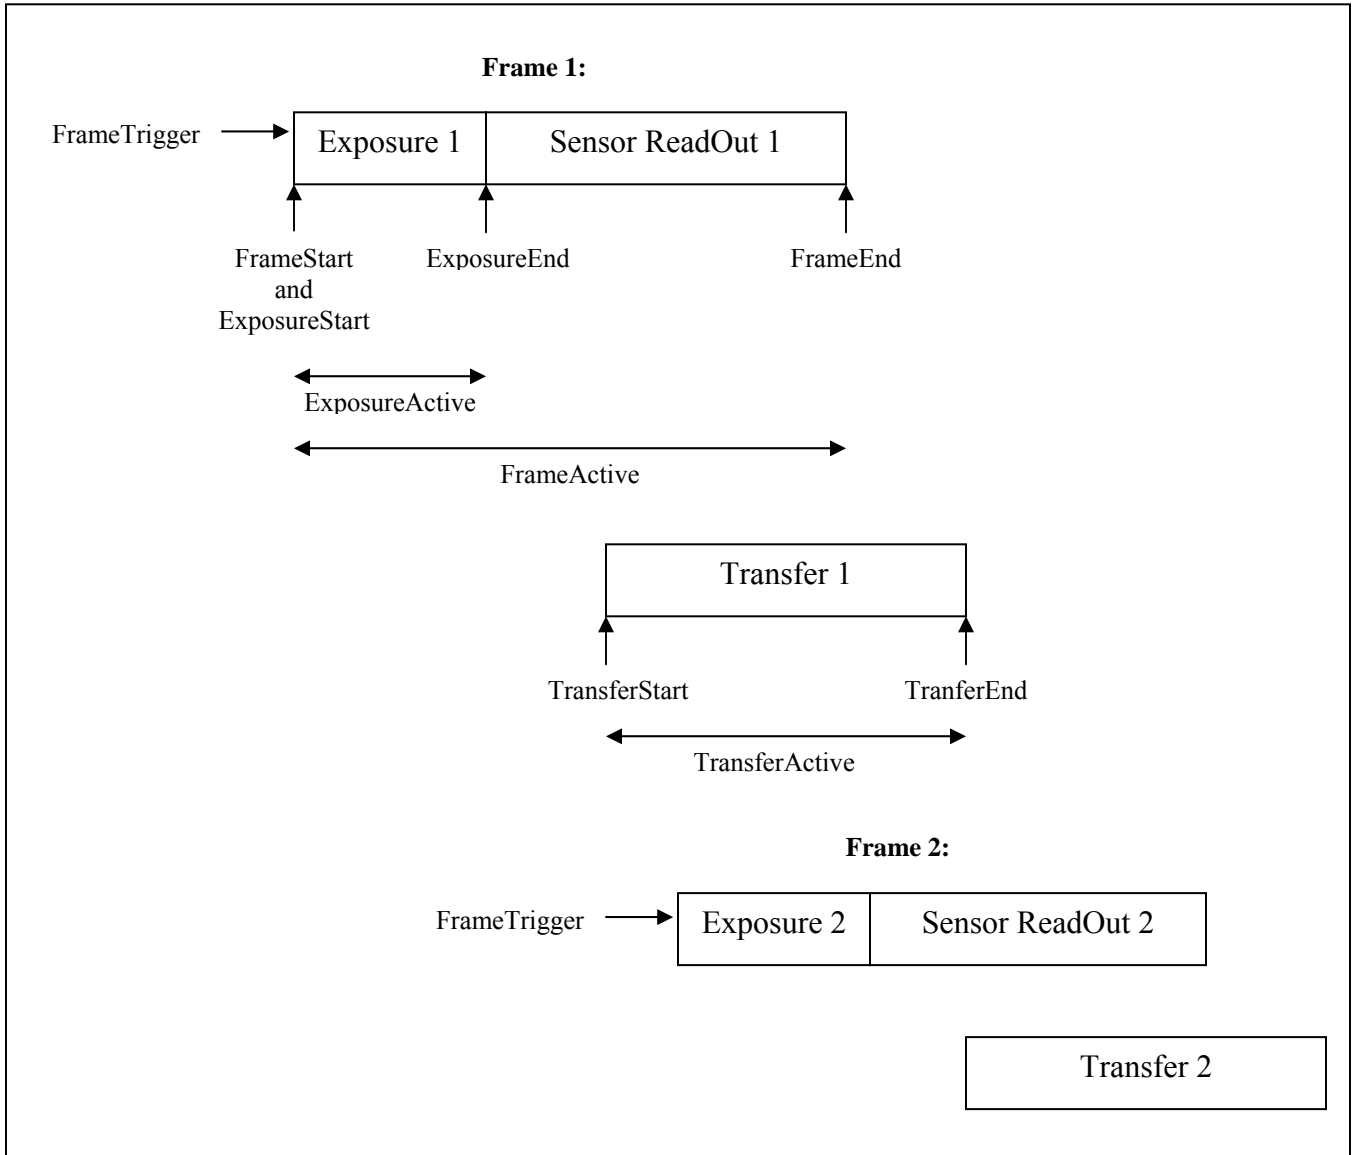 Frame 1:
FrameTrigger
Exposure 1
Sensor ReadOut 1
FrameStart
and
ExposureStart
ExposureEnd
FrameEnd
ExposureActive
FrameActive
Transfer 1
TransferStart
TranferEnd
TransferActive
Frame 2:
FrameTrigger
Exposure 2
Sensor ReadOut 2
Transfer 2